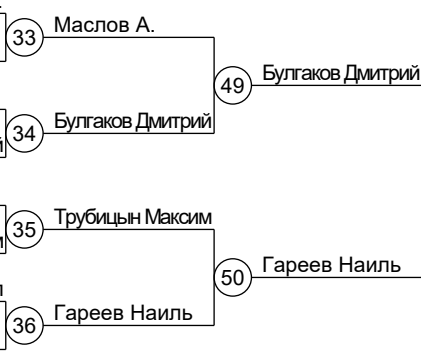 33 Маслов А.
49 Булгаков Дмитрий
34 Булгаков Дмитрий
35 Трубицын Максим
50 Гареев Наиль
36 Гареев Наиль